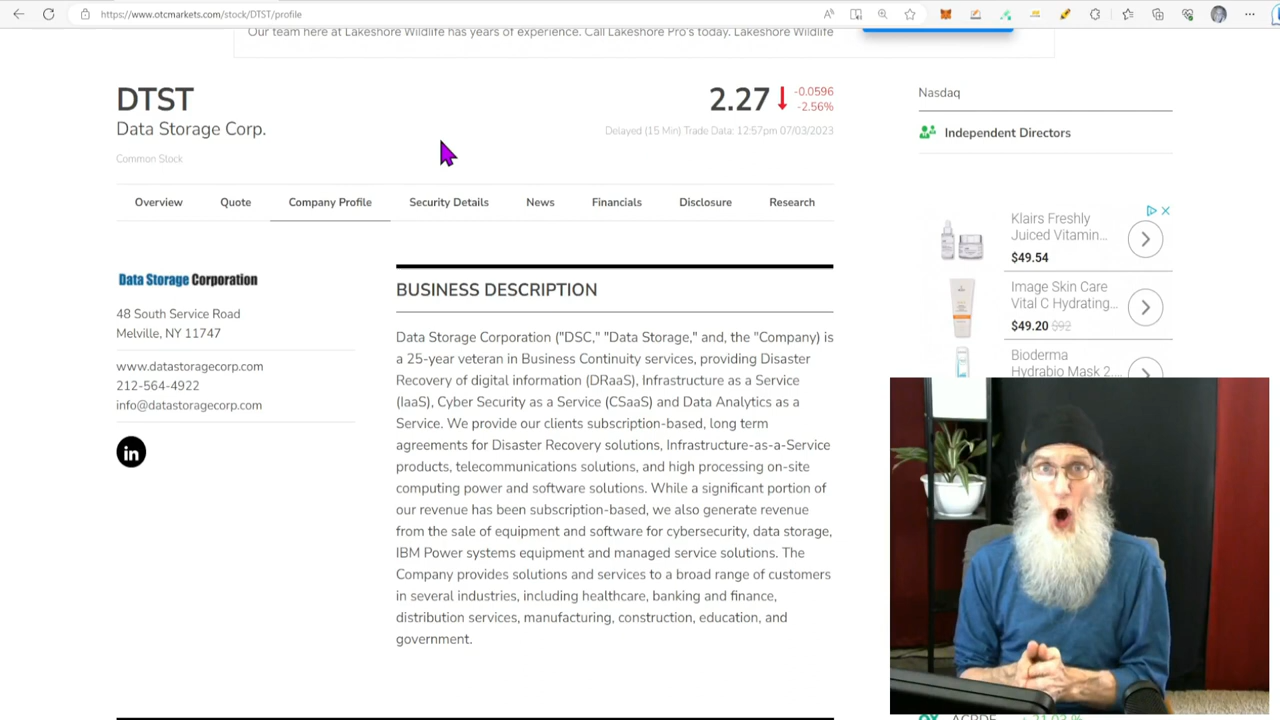 https://www.otcmarkets.com/stock/DTST/profile
Our team here at Lakeshore Wildlife has years of experience. Call Lakeshore Pro's today. Lakeshore Wildlife
DTST
Data Storage Corp.
Common Stock
2.27
-0.0596
-2.56%
Delayed (15 Min) Trade Data: 12:57pm 07/03/2023
Overview
Quote
Company Profile
Security Details
News
Financials
Disclosure
Research
Data Storage Corporation
48 South Service Road
Melville, NY 11747
www.datastoragecorp.com
212-564-4922
info@datastoragecorp.com
in
BUSINESS DESCRIPTION
Data Storage Corporation ("DSC," "Data Storage," and, the "Company) is
a 25-year veteran in Business Continuity services, providing Disaster
Recovery of digital information (DRaaS), Infrastructure as a Service
(IaaS), Cyber Security as a Service (CSaaS) and Data Analytics as a
Service. We provide our clients subscription-based, long term
agreements for Disaster Recovery solutions, Infrastructure-as-a-Service
products, telecommunications solutions, and high processing on-site
computing power and software solutions. While a significant portion of
our revenue has been subscription-based, we also generate revenue
from the sale of equipment and software for cybersecurity, data storage,
IBM Power systems equipment and managed service solutions. The
Company provides solutions and services to a broad range of customers
in several industries, including healthcare, banking and finance,
distribution services, manufacturing, construction, education, and
government.
Nasdaq
Independent Directors
Klairs Freshly
Juiced Vitamin...
$49.54
Image Skin Care
Vital C Hydrating...
$49.20 $92
Bioderma
Hydrabio Mask 2....